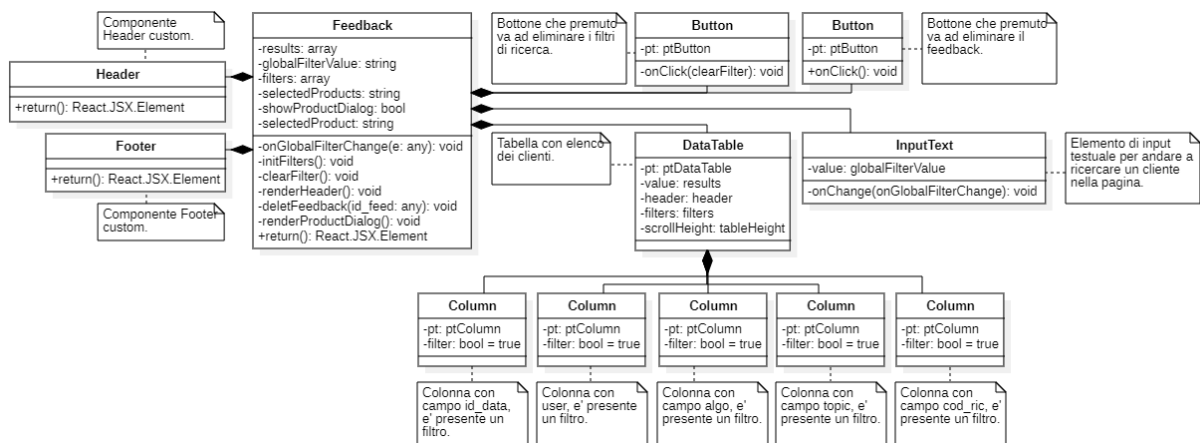 Componente
Header custom.
Header
+return(): React.JSX.Element
Footer
+return(): React.JSX.Element
Componente Footer
custom.
Feedback
-results: array
-globalFilterValue: string
-filters: array
-selectedProducts: string
-showProductDialog: bool
-selectedProduct: string
-onGlobalFilterChange(e: any): void
-initFilters(): void
-clearFilter(): void
-renderHeader(): void
-deletFeedback(id_feed: any): void
-renderProductDialog(): void
+return(): React.JSX.Element
Bottone che premuto
va ad eliminare i filtri
di ricerca.
Button
-pt: ptButton
-onClick(clearFilter): void
Button
-pt: ptButton
+onClick(): void
Bottone che premuto
va ad eliminare il
feedback.
Tabella con elenco
dei clienti.
DataTable
-pt: ptDataTable
-value: results
-header: header
-filters: filters
-scrollHeight: tableHeight
InputText
-value: globalFilterValue
-onChange(onGlobalFilterChange): void
Elemento di input
testuale per andare a
ricercare un cliente
nella pagina.
Column
-pt: ptColumn
-filter: bool = true
Colonna con
campo id_data,
e' presente un
filtro.
Column
-pt: ptColumn
-filter: bool = true
Colonna con
user, e' presente
un filtro.
Column
-pt: ptColumn
-filter: bool = true
Colonna con
campo algo, e'
presente un filtro.
Column
-pt: ptColumn
-filter: bool = true
Colonna con
campo topic, e'
presente un filtro.
Column
-pt: ptColumn
-filter: bool = true
Colonna con
campo cod_ric, e'
presente un filtro.